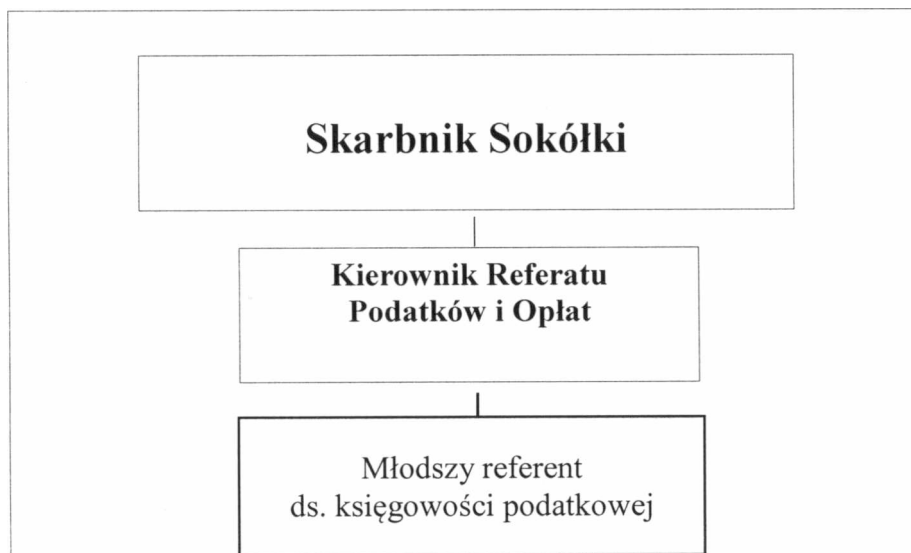 Skarbnik Sokółki
Kierownik Referatu
Podatków i Opłat
Młodszy referent
ds. księgowości podatkowej